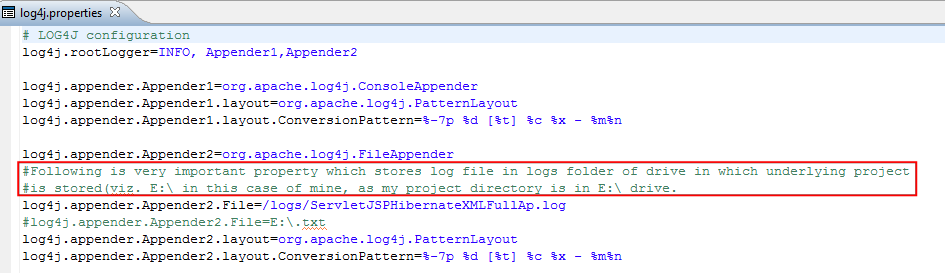 log4j.properties
# LOG4J configuration
log4j.rootLogger=INFO, Appender1,Appender2
log4j.appender.Appender1=org.apache.log4j.ConsoleAppender
log4j.appender.Appender1.layout=org.apache.log4j.PatternLayout
log4j.appender.Appender1.layout.ConversionPattern=%-7p %d [%t] %c %x - %m%n
log4j.appender.Appender2=org.apache.log4j.FileAppender
#Following is very important property which stores log file in logs folder of drive in which underlying project
#is stored(viz. E:\ in this case of mine, as my project directory is in E:\ drive.
log4j.appender.Appender2.File=/logs/ServletJSPHibernateXMLFullAp.log
#log4j.appender.Appender2.File=E:\.txt
log4j.appender.Appender2.layout=org.apache.log4j.PatternLayout
log4j.appender.Appender2.layout.ConversionPattern=%-7p %d [%t] %c %x - %m%n